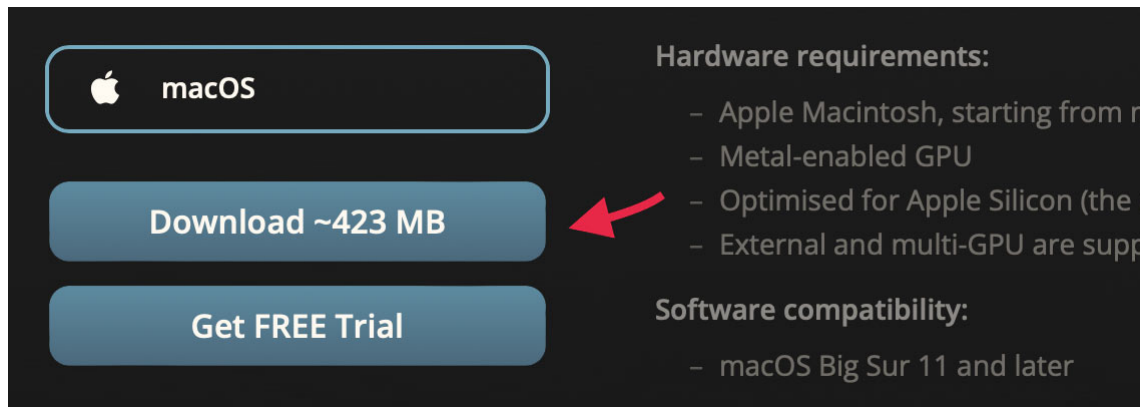 macOS
Download ~423 MB
Get FREE Trial
Hardware requirements:
– Apple Macintosh, starting from
– Metal-enabled GPU
– Optimised for Apple Silicon (the
– External and multi-GPU are
Software compatibility:
– macOS Big Sur 11 and later